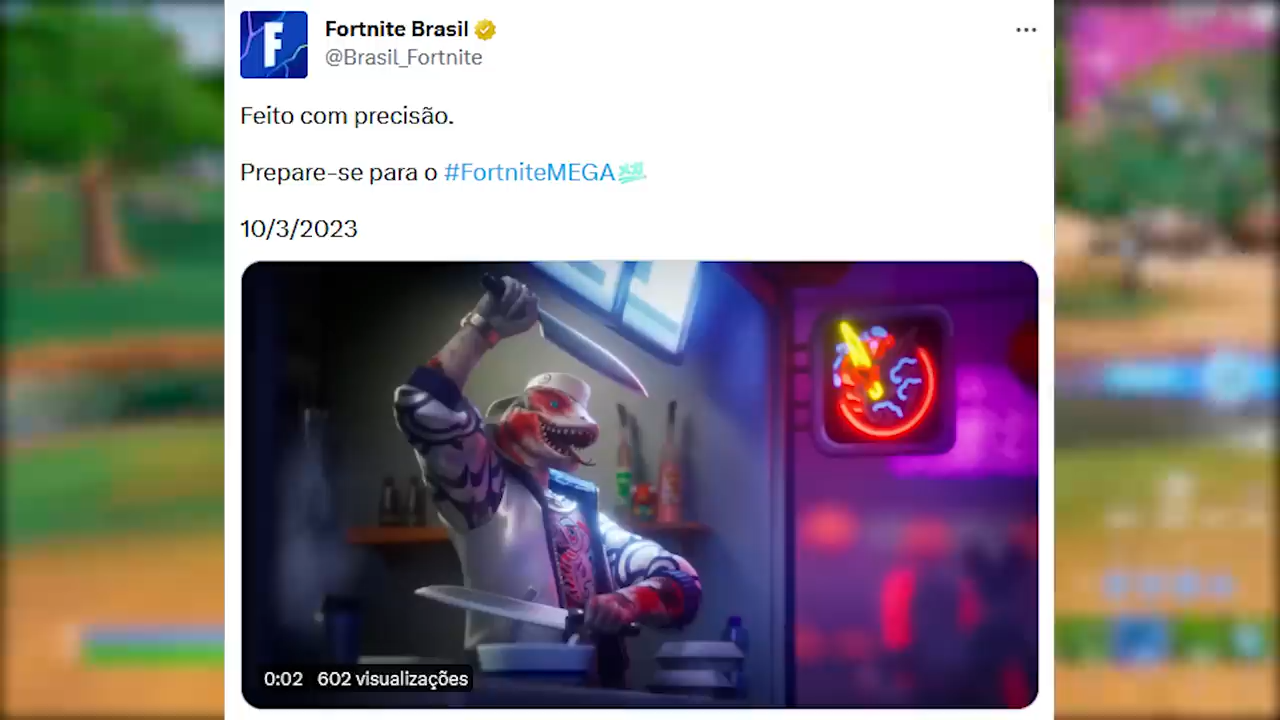 Fortnite Brasil
@Brasil_Fortnite
Feito com precisão.
Prepare-se para o #FortniteMEGA
10/3/2023
0:02 602 visualizações